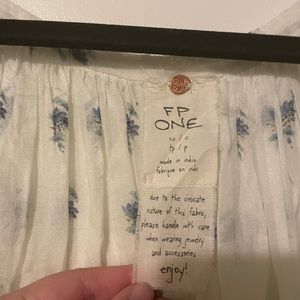 FP
ONE
xs / s
tp / p
made in india
fabriqué en inde
due to the delicate
nature of this fabric,
please handle with care
when wearing jewelry
and accessories
enjoy!